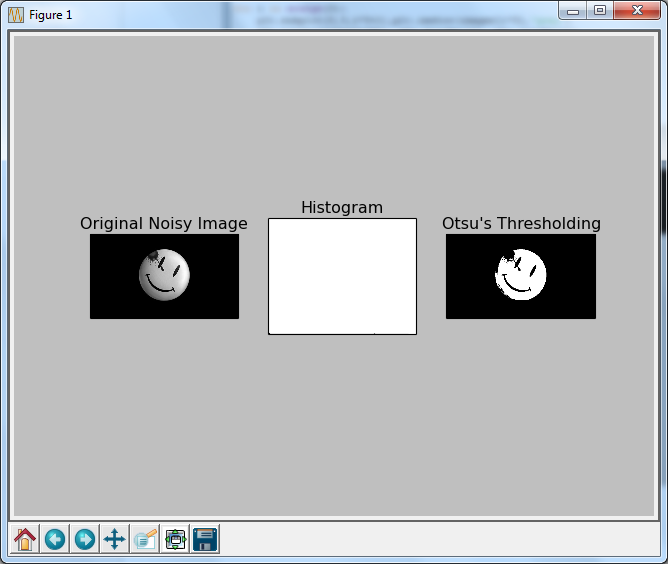 Figure 1
Histogram
Original Noisy Image
Otsu's Thresholding